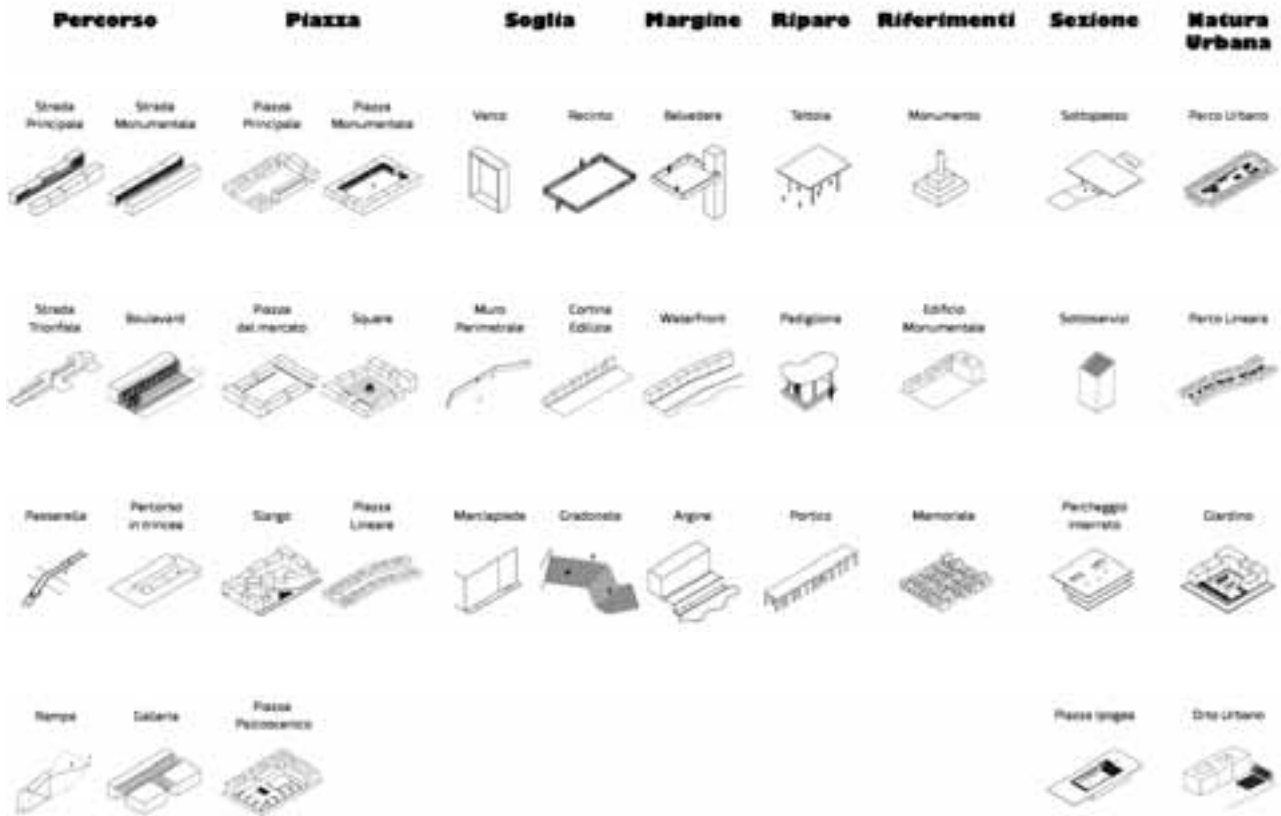 Percorso Piazza Soglia Margine Riparo Riferimenti Sezione Natura
Urbana
Strada Strada Piazza Piazza Varco Recinto Belvedere Tettoia Monumento Sottopasso Parco Urbano
Principale Monumentale Principale Monumentale
Strada Boulevard Piazza Square Muro Cortina Waterfront Padiglione Edificio Sottoservizi Parco Lineare
Trionfale del mercato Perimetrale Edilizia Monumentale
Passerella Percorso Slargo Piazza Marciapiede Gradonata Argine Portico Memoriale Parcheggio Giardino
in trincea Lineare interrato
Rampa Galleria Piazza Piazza Ipogea Orto Urbano
Palcoscenico